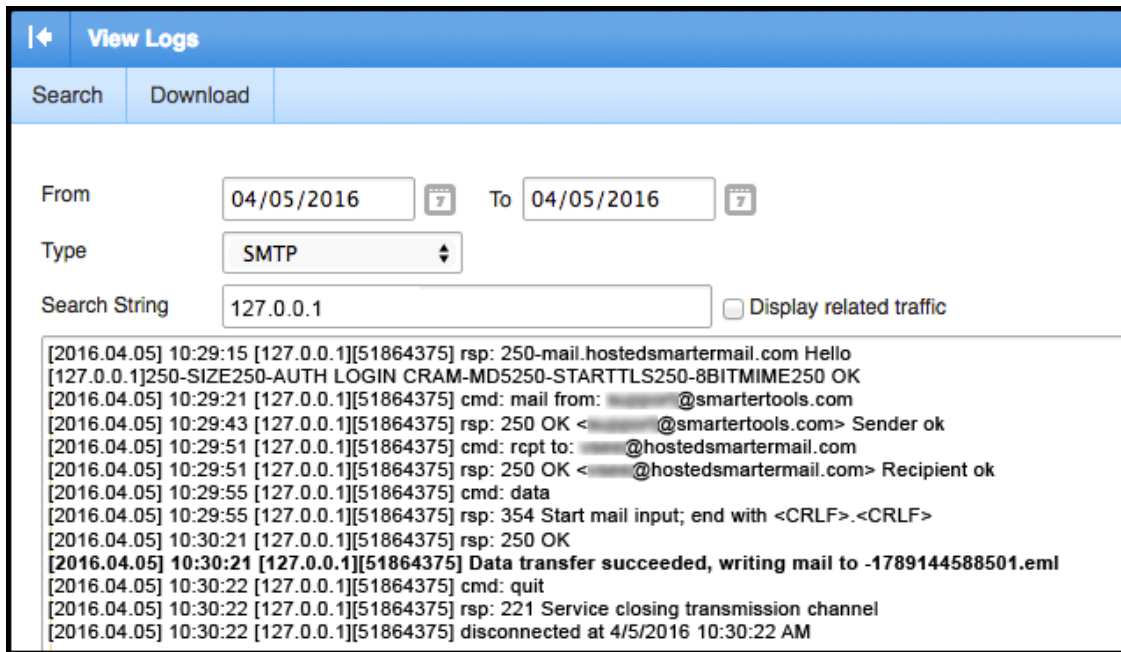 View Logs
Search Download
From 04/05/2016 7 To 04/05/2016 7
Type SMTP
Search String 127.0.0.1 Display related traffic
[2016.04.05] 10:29:15 [127.0.0.1][51864375] rsp: 250-mail.hostedsmartermail.com Hello
[127.0.0.1]250-SIZE250-AUTH LOGIN CRAM-MD5250-STARTTLS250-8BITMIME250 OK
[2016.04.05] 10:29:21 [127.0.0.1][51864375] cmd: mail from: @smartertools.com
[2016.04.05] 10:29:43 [127.0.0.1][51864375] rsp: 250 OK < @smartertools.com> Sender ok
[2016.04.05] 10:29:51 [127.0.0.1][51864375] cmd: rcpt to: @hostedsmartermail.com
[2016.04.05] 10:29:51 [127.0.0.1][51864375] rsp: 250 OK < @hostedsmartermail.com> Recipient ok
[2016.04.05] 10:29:55 [127.0.0.1][51864375] cmd: data
[2016.04.05] 10:29:55 [127.0.0.1][51864375] rsp: 354 Start mail input; end with <CRLF>.<CRLF>
[2016.04.05] 10:30:21 [127.0.0.1][51864375] rsp: 250 OK
[2016.04.05] 10:30:21 [127.0.0.1][51864375] Data transfer succeeded, writing mail to -1789144588501.eml
[2016.04.05] 10:30:22 [127.0.0.1][51864375] cmd: quit
[2016.04.05] 10:30:22 [127.0.0.1][51864375] rsp: 221 Service closing transmission channel
[2016.04.05] 10:30:22 [127.0.0.1][51864375] disconnected at 4/5/2016 10:30:22 AM